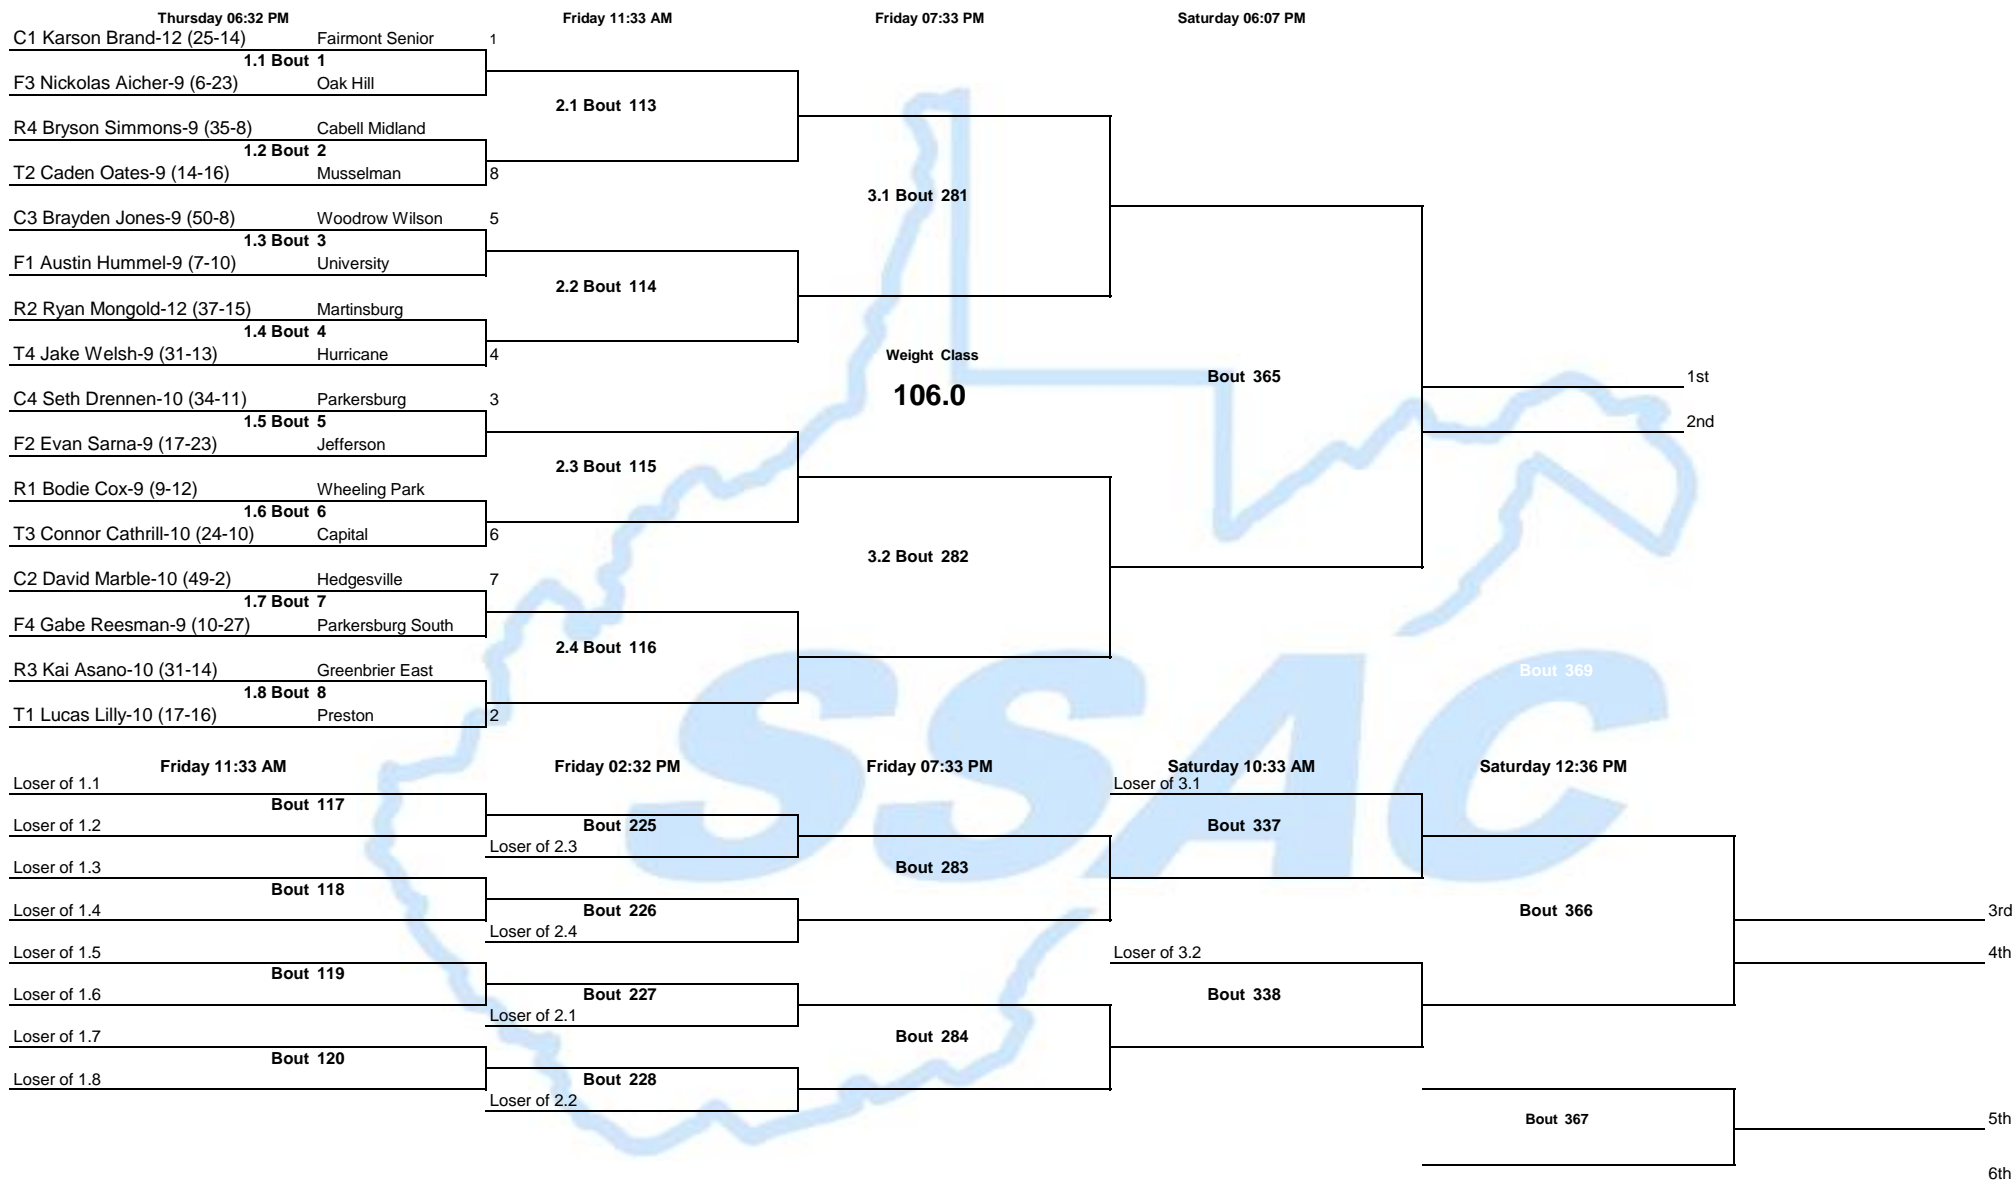 Thursday 06:32 PM Friday 11:33 AM Friday 07:33 PM Saturday 06:07 PM
C1 Karson Brand-12 (25-14) Fairmont Senior 1
1.1 Bout 1
F3 Nickolas Aicher-9 (6-23) Oak Hill
2.1 Bout 113
R4 Bryson Simmons-9 (35-8) Cabell Midland
1.2 Bout 2
T2 Caden Oates-9 (14-16) Musselman 8
3.1 Bout 281
C3 Brayden Jones-9 (50-8) Woodrow Wilson 5
1.3 Bout 3
F1 Austin Hummel-9 (7-10) University
2.2 Bout 114
R2 Ryan Mongold-12 (37-15) Martinsburg
1.4 Bout 4
T4 Jake Welsh-9 (31-13) Hurricane 4
Weight Class
Bout 365 1st
106.0
C4 Seth Drennen-10 (34-11) Parkersburg 3
1.5 Bout 5 2nd
F2 Evan Sarna-9 (17-23) Jefferson
2.3 Bout 115
R1 Bodie Cox-9 (9-12) Wheeling Park
1.6 Bout 6
T3 Connor Cathrill-10 (24-10) Capital 6
3.2 Bout 282
C2 David Marble-10 (49-2) Hedgesville 7
1.7 Bout 7
F4 Gabe Reesman-9 (10-27) Parkersburg South
2.4 Bout 116
R3 Kai Asano-10 (31-14) Greenbrier East
Bout 369
1.8 Bout 8
T1 Lucas Lilly-10 (17-16) Preston 2
SSAC
Friday 11:33 AM Friday 02:32 PM Friday 07:33 PM Saturday 10:33 AM Saturday 12:36 PM
Loser of 1.1 Loser of 3.1
Bout 117
Loser of 1.2 Bout 225 Bout 337
Loser of 2.3
Loser of 1.3 Bout 283
Bout 118
Loser of 1.4 Bout 226 Bout 366 3rd
Loser of 2.4
Loser of 1.5 Loser of 3.2 4th
Bout 119
Loser of 1.6 Bout 227 Bout 338
Loser of 2.1
Loser of 1.7 Bout 284
Bout 120
Loser of 1.8 Bout 228
Loser of 2.2
Bout 367 5th
6th